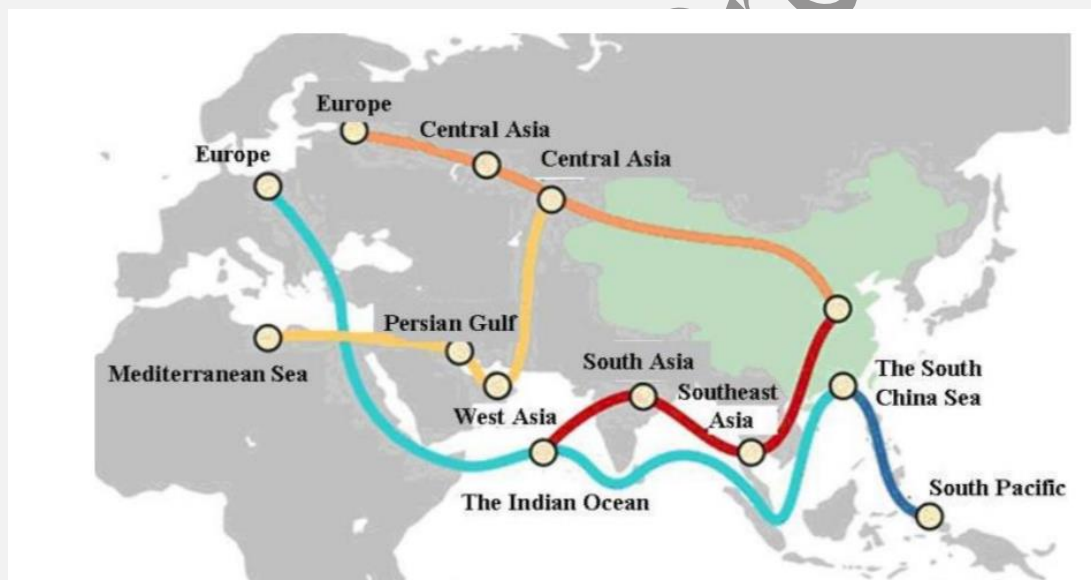 Europe
Central Asia
Europe
Central Asia
Persian Gulf
Mediterranean Sea
South Asia
The South
China Sea
Southeast
Asia
West Asia
The Indian Ocean
South Pacific